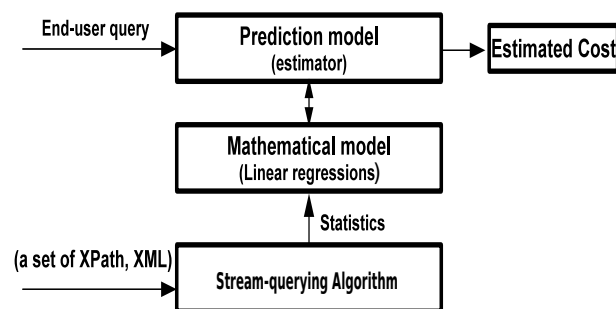 End-user query
Prediction model
(estimator)
Estimated Cost
Mathematical model
(Linear regressions)
Statistics
(a set of XPath, XML)
Stream-querying Algorithm